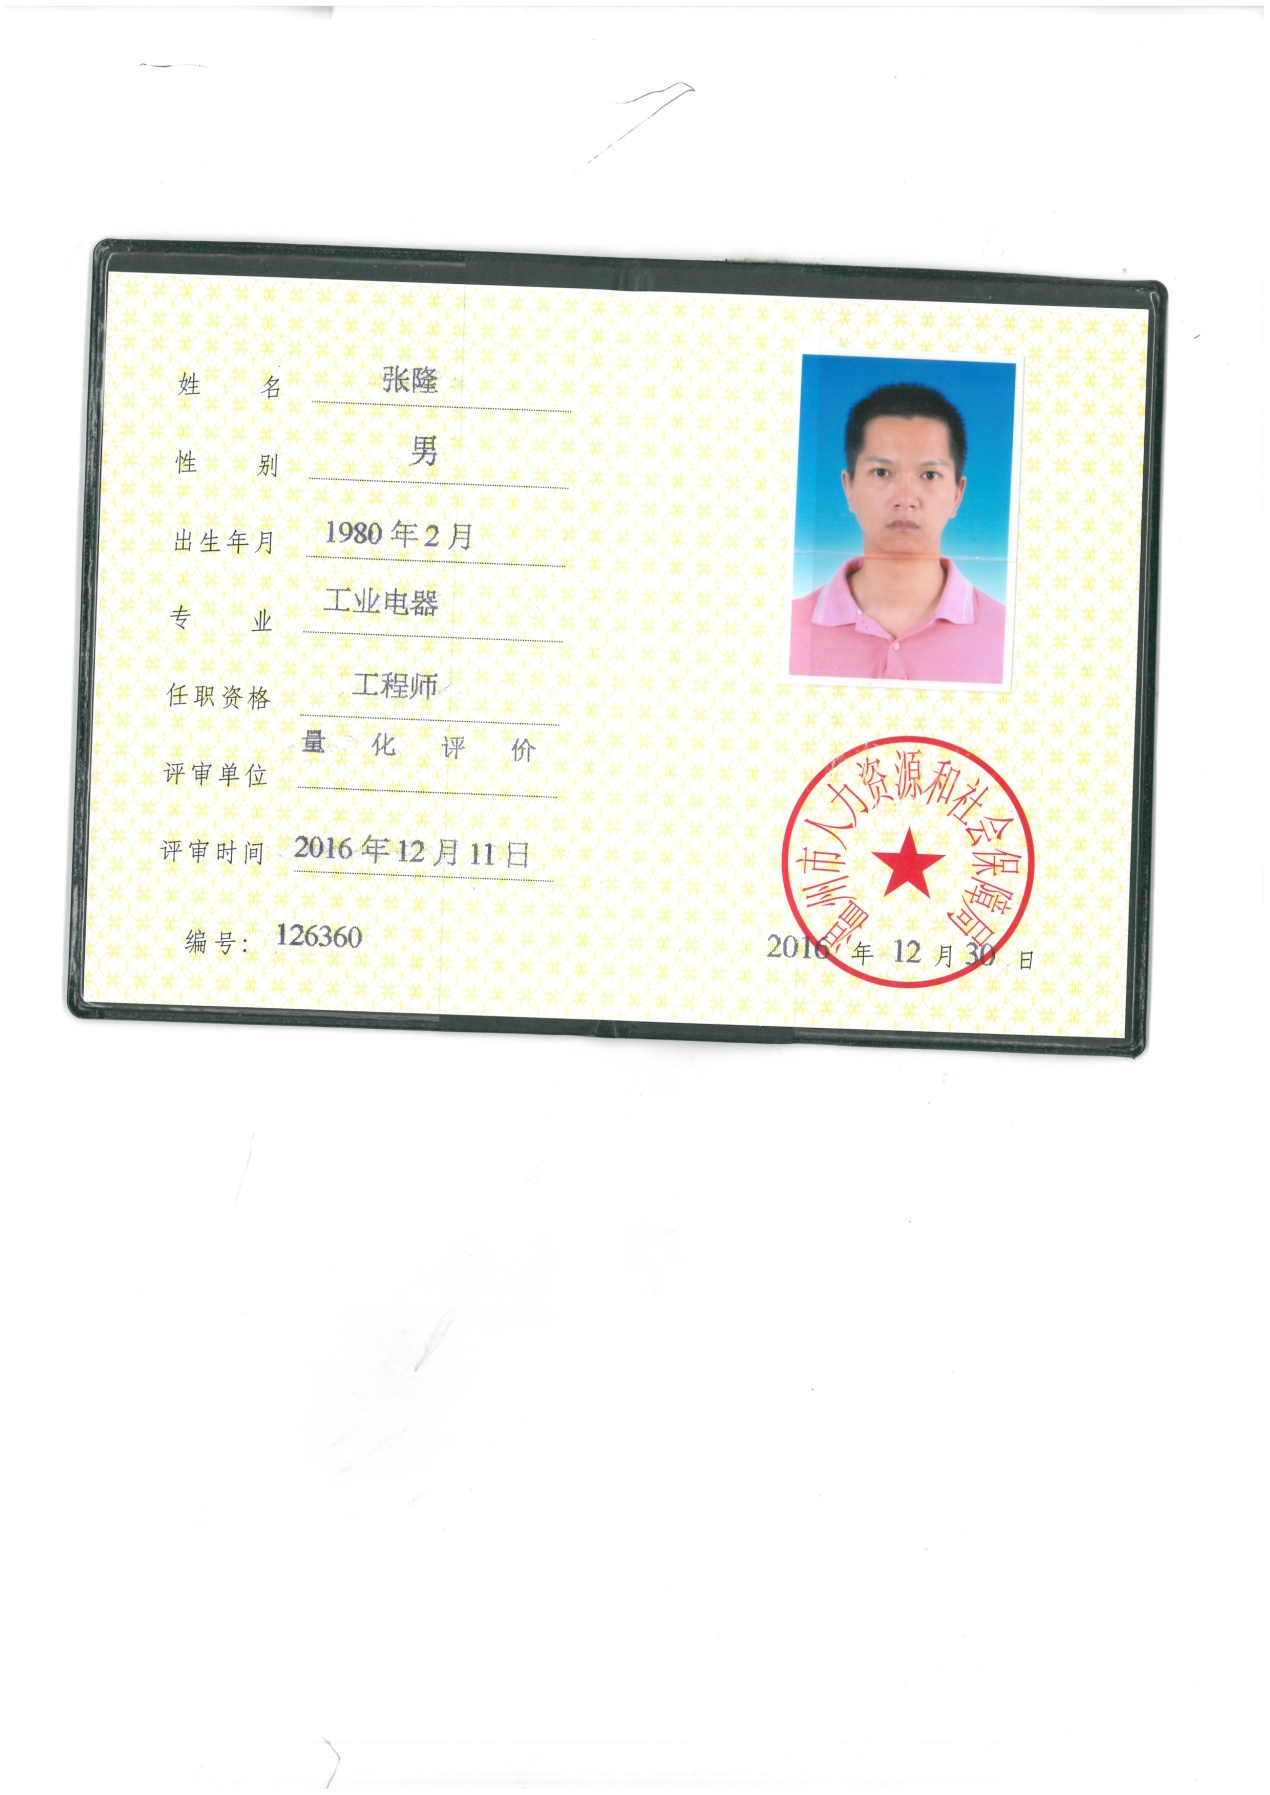 姓名 张隆
性别 男
出生年月 1980年2月
专业 工业电器
任职资格 工程师
评审单位 量化评价
评审时间 2016年12月11日
编号: 126360
温州市人力资源和社会保障局
2016年12月30日